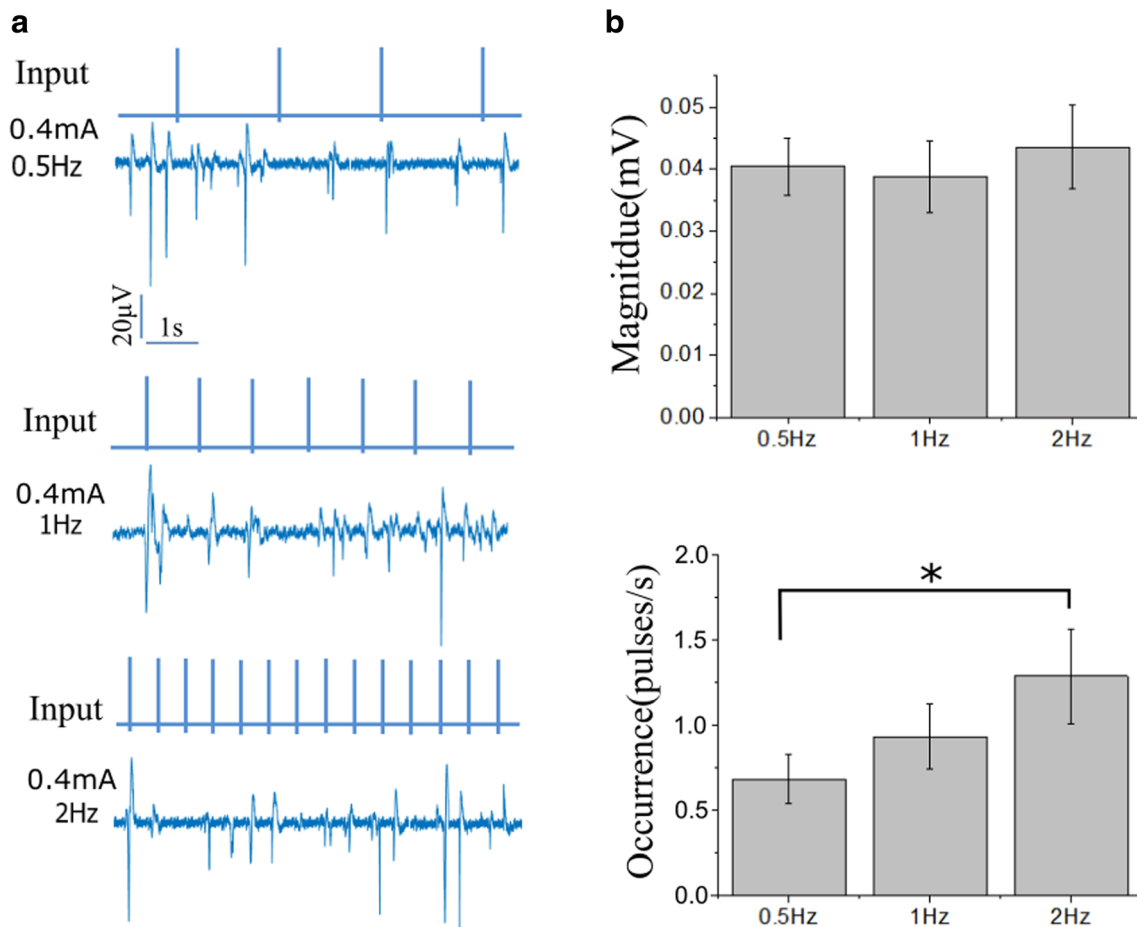 a
Input
0.4mA
0.5Hz
20μV
1s
Input
0.4mA
1Hz
Input
0.4mA
2Hz
b
Magnitdue(mV)
0.05
0.04
0.03
0.02
0.01
0.00
0.5Hz
1Hz
2Hz
Occurrence(pulses/s)
2.0
1.5
1.0
0.5
0.0
*
0.5Hz
1Hz
2Hz